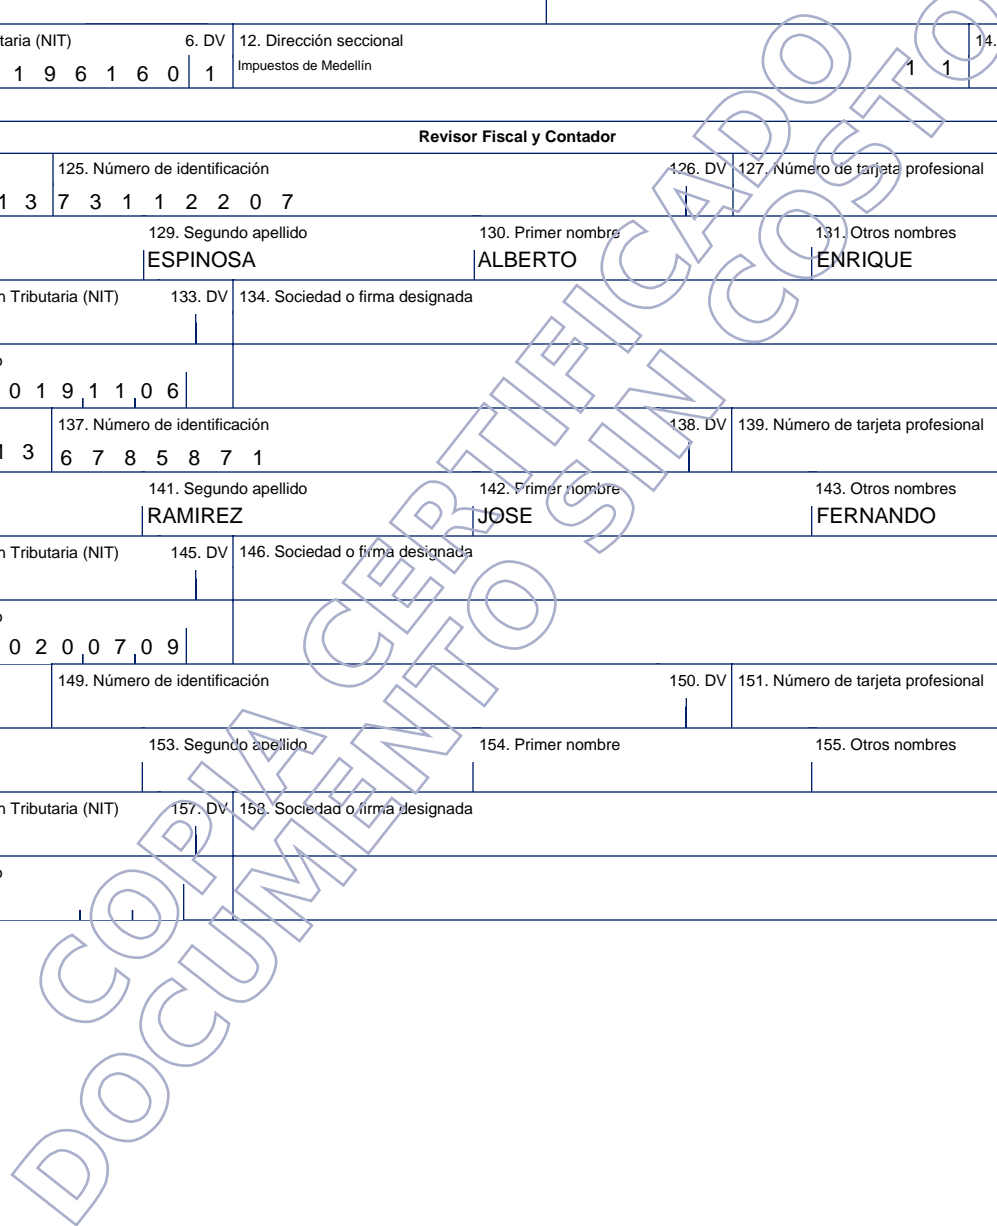 taria (NIT) 6. DV 12. Dirección seccional 14.
1 9 6 1 6 0 1 Impuestos de Medellín 1 1
Revisor Fiscal y Contador
125. Número de identificación 126. DV 127. Número de tarjeta profesional
1 3 7 3 1 1 2 2 0 7
129. Segundo apellido 130. Primer nombre 131. Otros nombres
ESPINOSA ALBERTO ENRIQUE
n Tributaria (NIT) 133. DV 134. Sociedad o firma designada
o
0 1 9 1 1 0 6
137. Número de identificación 138. DV 139. Número de tarjeta profesional
1 3 6 7 8 5 8 7 1
141. Segundo apellido 142. Primer nombre 143. Otros nombres
RAMIREZ JOSE FERNANDO
n Tributaria (NIT) 145. DV 146. Sociedad o firma designada
o
0 2 0 0 7 0 9
149. Número de identificación 150. DV 151. Número de tarjeta profesional
153. Segundo apellido 154. Primer nombre 155. Otros nombres
n Tributaria (NIT) 157. DV 158. Sociedad o firma designada
o
COPIA CERTIFICADO
DOCUMENTO SIN COSTO